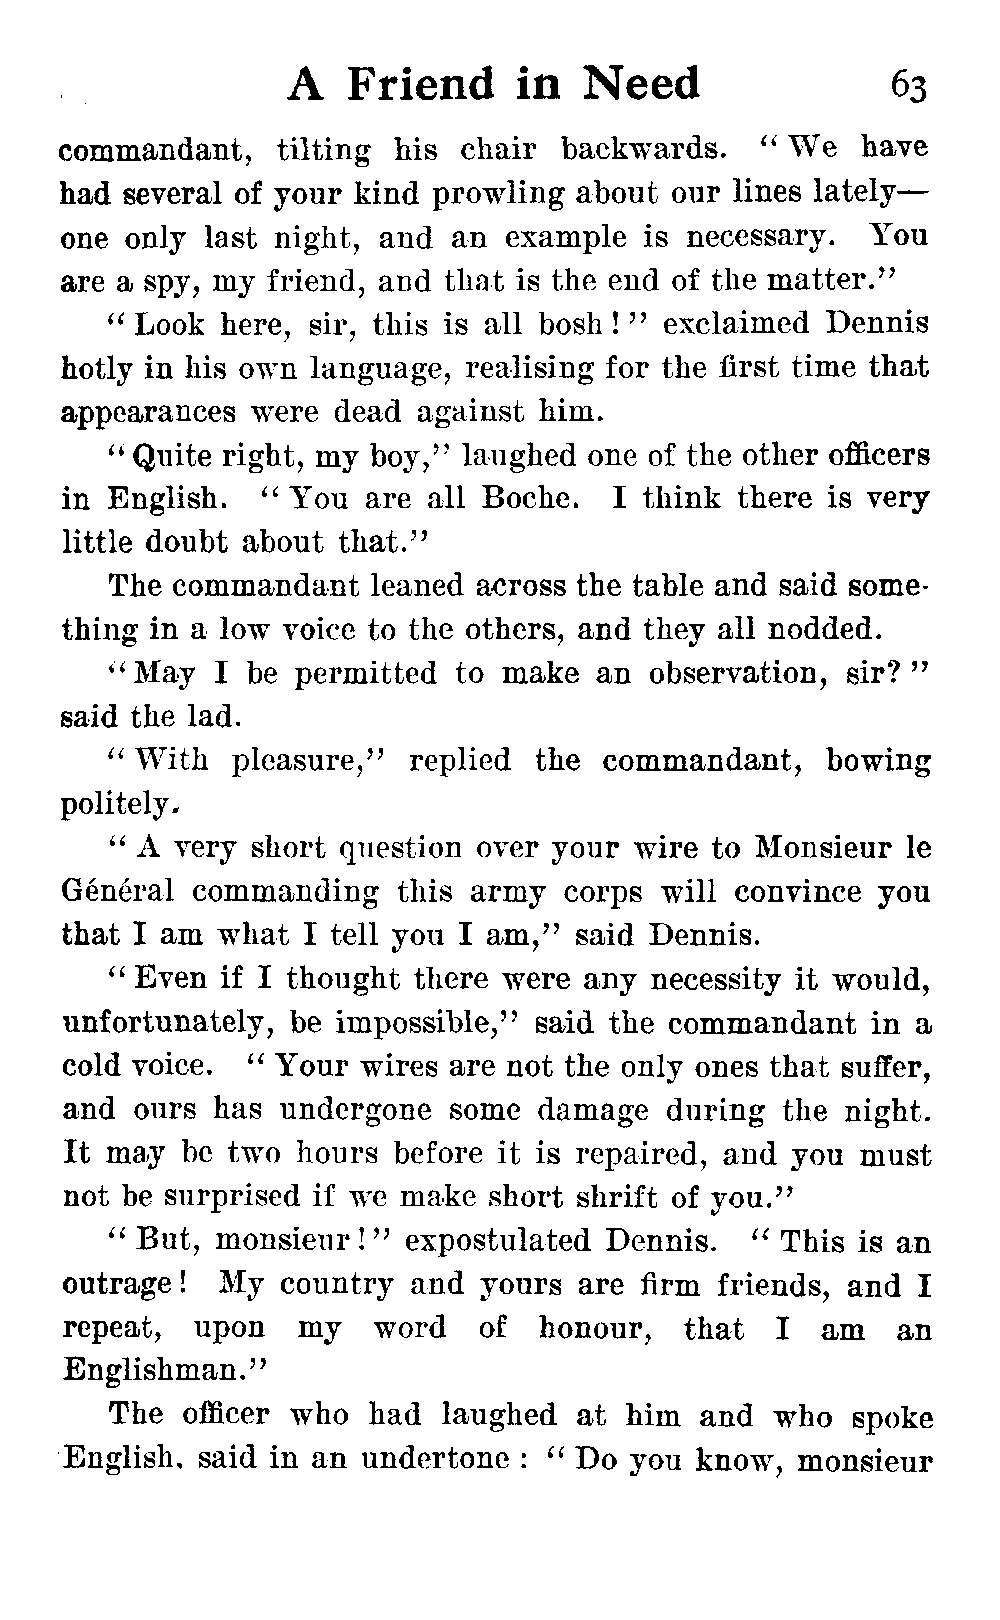 A Friend in Need 63
commandant, tilting his chair backwards. “ We have
had several of your kind prowling about our lines lately—
one only last night, and an example is necessary. You
are a spy, my friend, and that is the end of the matter.”
“ Look here, sir, this is all bosh ! ” exclaimed Dennis
hotly in his own language, realising for the first time that
appearances were dead against him.
“ Quite right, my boy,” laughed one of the other officers
in English. “ You are all Boche. I think there is very
little doubt about that.”
The commandant leaned across the table and said some-
thing in a low voice to the others, and they all nodded.
“ May I be permitted to make an observation, sir? ”
said the lad.
“ With pleasure,” replied the commandant, bowing
politely.
“ A very short question over your wire to Monsieur le
Général commanding this army corps will convince you
that I am what I tell you I am,” said Dennis.
“ Even if I thought there were any necessity it would,
unfortunately, be impossible,” said the commandant in a
cold voice. “ Your wires are not the only ones that suffer,
and ours has undergone some damage during the night.
It may be two hours before it is repaired, and you must
not be surprised if we make short shrift of you.”
“ But, monsieur ! ” expostulated Dennis. “ This is an
outrage ! My country and yours are firm friends, and I
repeat, upon my word of honour, that I am an
Englishman.”
The officer who had laughed at him and who spoke
English, said in an undertone : “ Do you know, monsieur